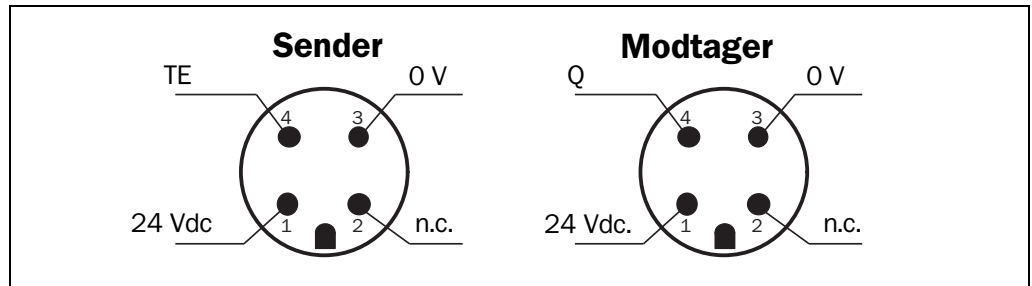 Sender
TE
0 V
4
3
24 Vdc
1
2
n.c.
Modtager
Q
0 V
4
3
24 Vdc.
1
2
n.c.